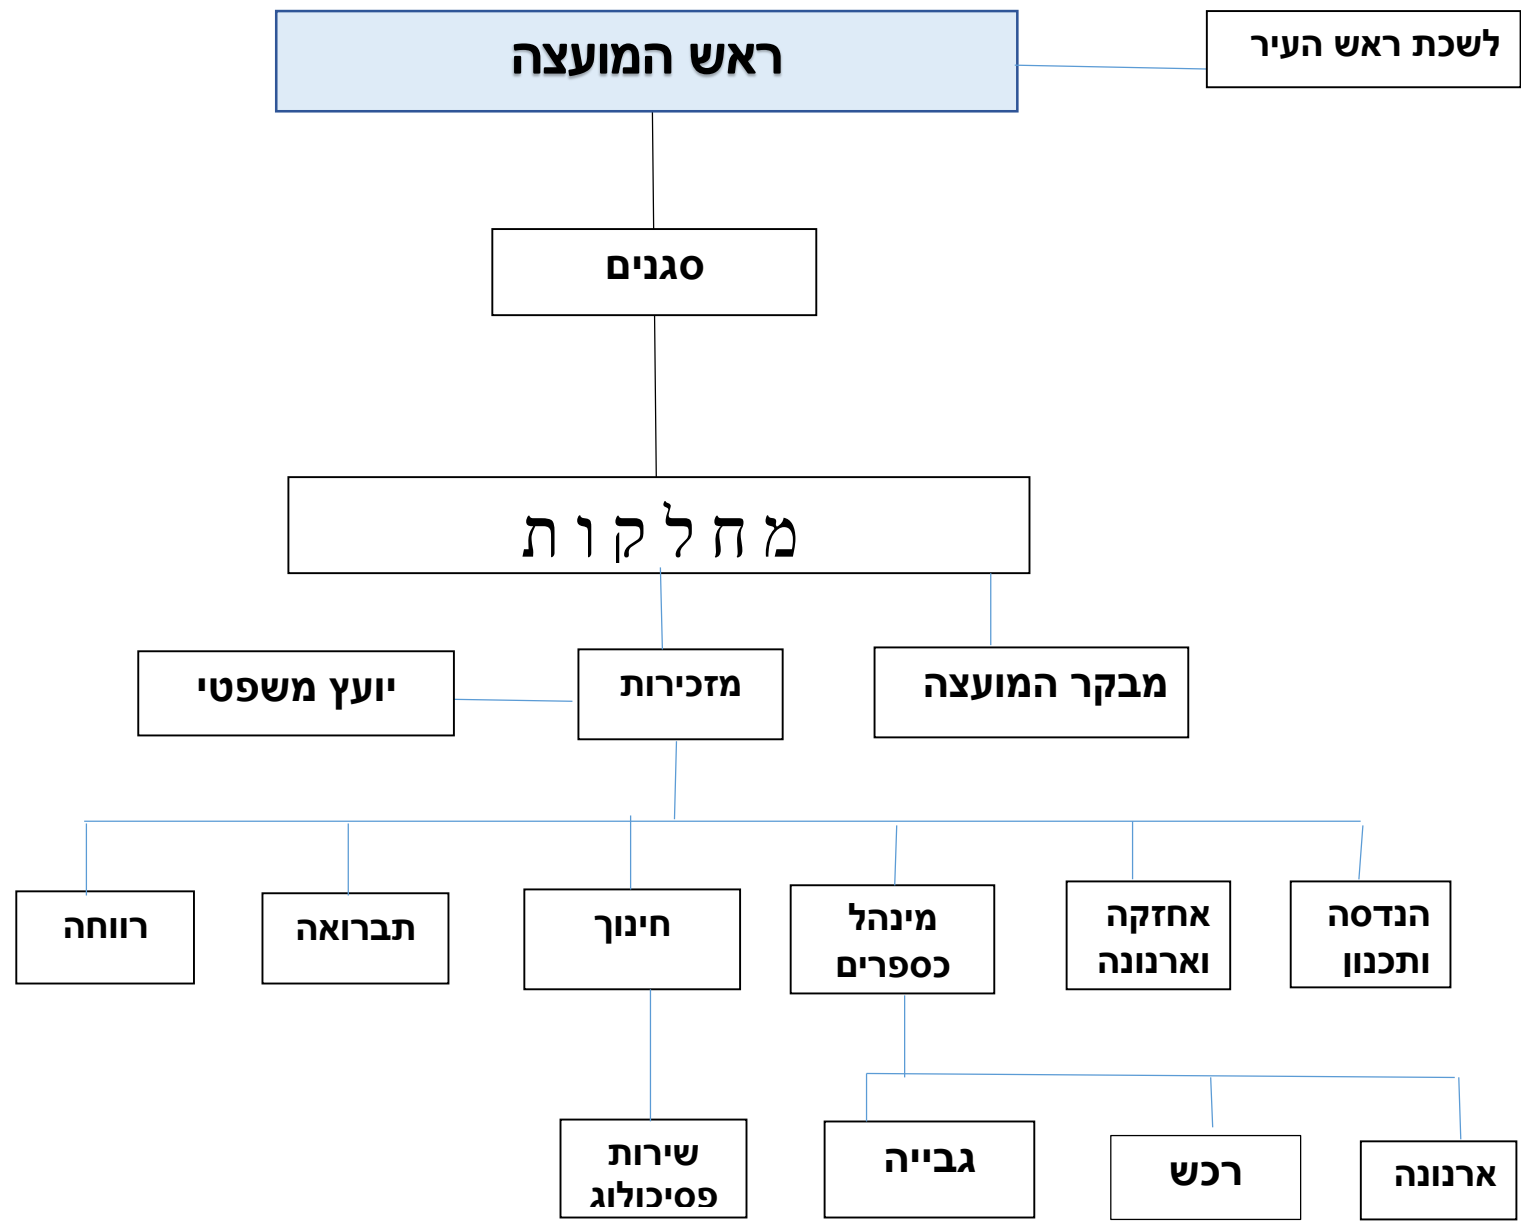 ראש המועצה
לשכת ראש העיר
סגנים
מחלקות
מבקר המועצה
מזכירות
יועץ משפטי
הנדסה
ותכנון
אחזקה
וארנונה
מינהל
כספרים
חינוך
תברואה
רווחה
ארנונה
רכש
גבייה
שירות
פסיכולוג